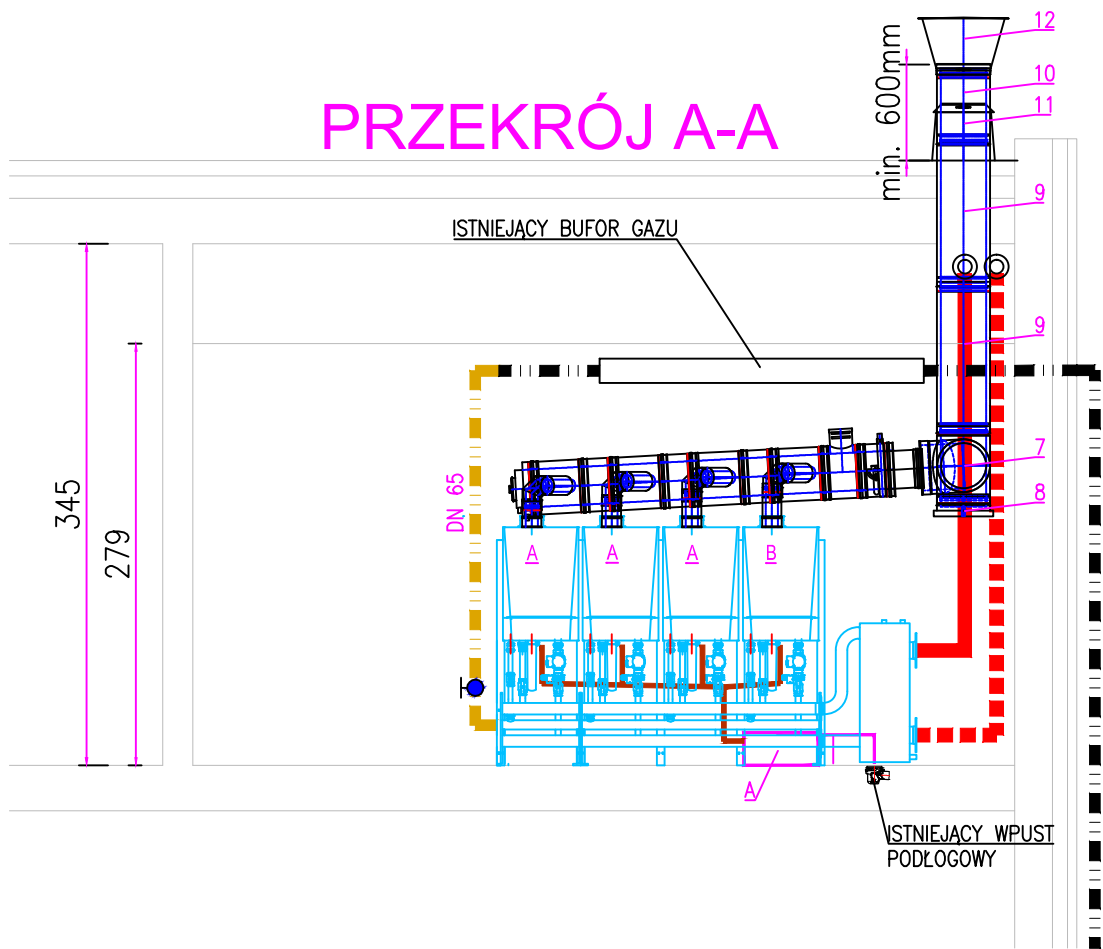 12
10
11
min. 600mm
PRZEKRÓJ A-A
9
ISTNIEJĄCY BUFOR GAZU
9
7
8
345
279
DN 65
A
A
A
B
A
ISTNIEJĄCY WPUST
PODŁOGOWY